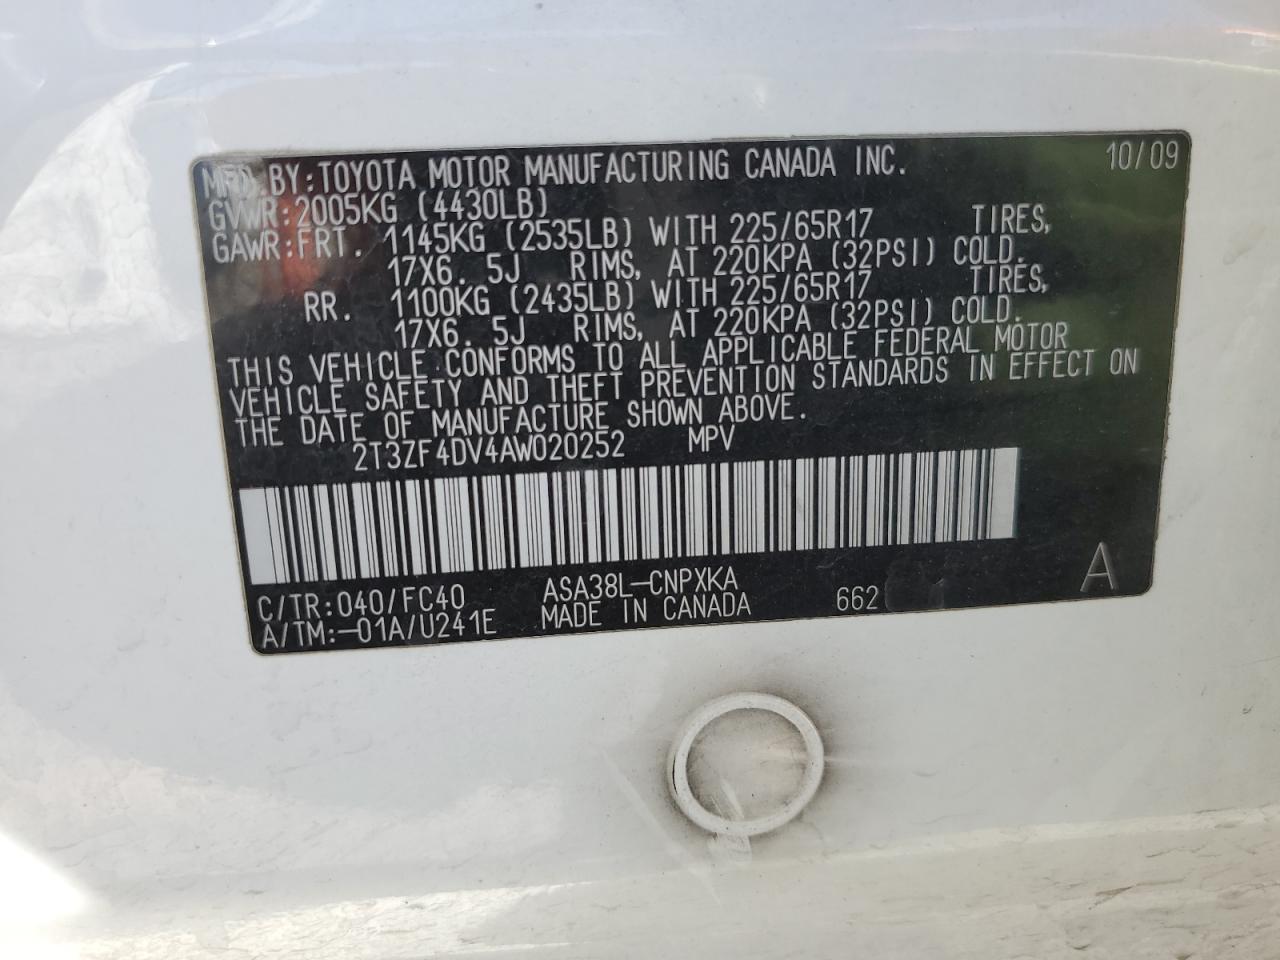 MFD.BY:TOYOTA MOTOR MANUFACTURING CANADA INC. 10/09
GVWR:2005KG (4430LB)
GAWR:FRT. 1145KG (2535LB) WITH 225/65R17 TIRES,
17X6. 5J RIMS, AT 220KPA (32PSI) COLD.
RR. 1100KG (2435LB) WITH 225/65R17 TIRES,
17X6. 5J RIMS, AT 220KPA (32PSI) COLD.
THIS VEHICLE CONFORMS TO ALL APPLICABLE FEDERAL MOTOR
VEHICLE SAFETY AND THEFT PREVENTION STANDARDS IN EFFECT ON
THE DATE OF MANUFACTURE SHOWN ABOVE.
2T3ZF4DV4AW020252 MPV
C/TR:040/FC40 ASA38L-CNPXKA 662 A
A/TM:-01A/U241E MADE IN CANADA